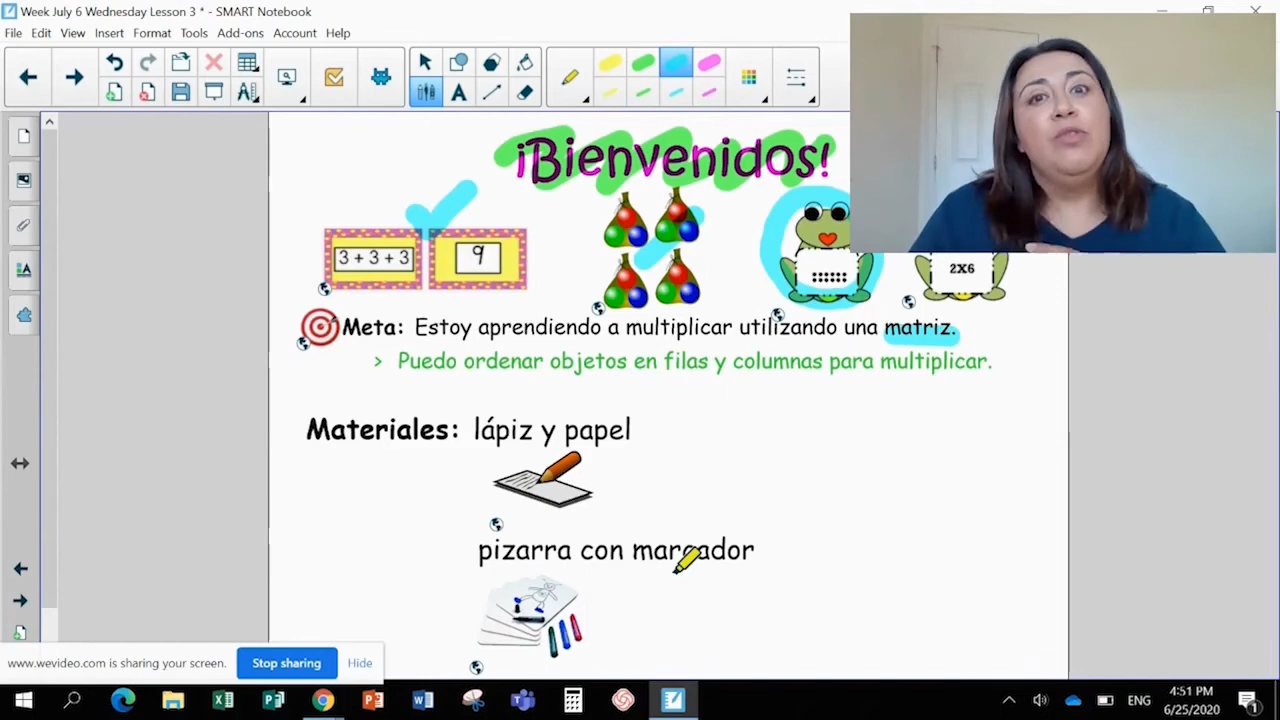 Week July 6 Wednesday Lesson 3 * - SMART Notebook
File Edit View Insert Format Tools Add-ons Account Help
¡Bienvenidos!
3 + 3 + 3
9
2X6
Meta: Estoy aprendiendo a multiplicar utilizando una matriz.
> Puedo ordenar objetos en filas y columnas para multiplicar.
Materiales: lápiz y papel
pizarra con marcador
www.wevideo.com is sharing your screen. Stop sharing Hide
ENG
4:51 PM
6/25/2020
1